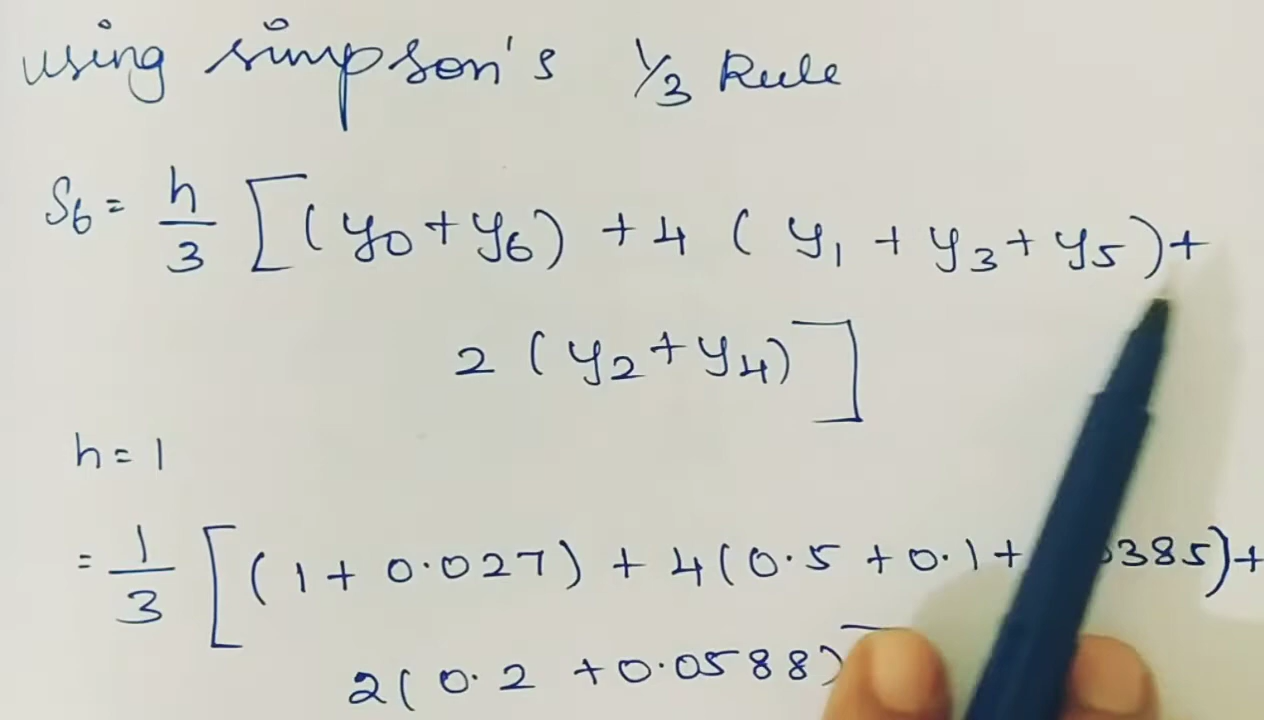 using simpson's 1/3 Rule
S6 = h/3 [(y0 + y6) + 4 (y1 + y3 + y5) +
2 (y2 + y4)]
h = 1
= 1/3 [(1 + 0.027) + 4(0.5 + 0.1 + 385) +
2(0.2 + 0.0588)